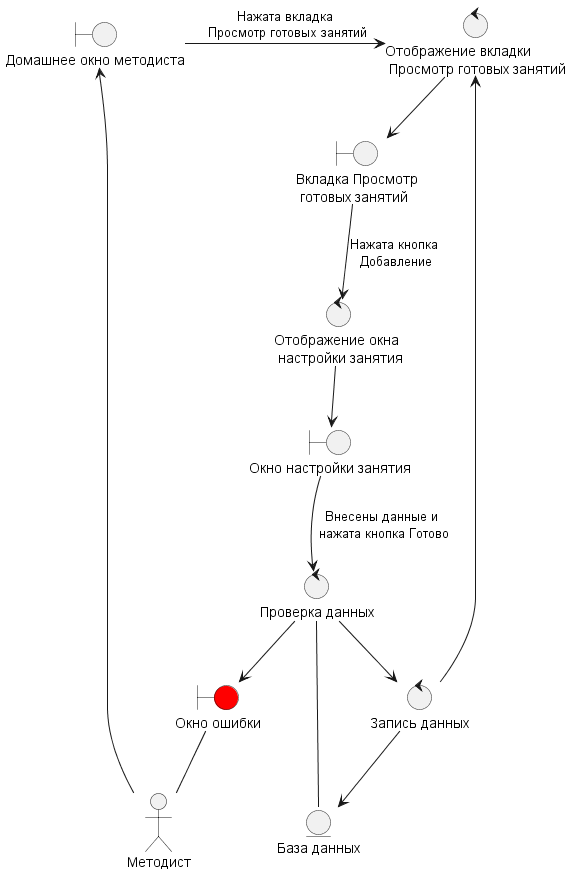 Нажата вкладка
Просмотр готовых занятий
Домашнее окно методиста
Отображение вкладки
Просмотр готовых занятий
Вкладка Просмотр
готовых занятий
Нажата кнопка
Добавление
Отображение окна
настройки занятия
Окно настройки занятия
Внесены данные и
нажата кнопка Готово
Проверка данных
Окно ошибки
Запись данных
База данных
Методист